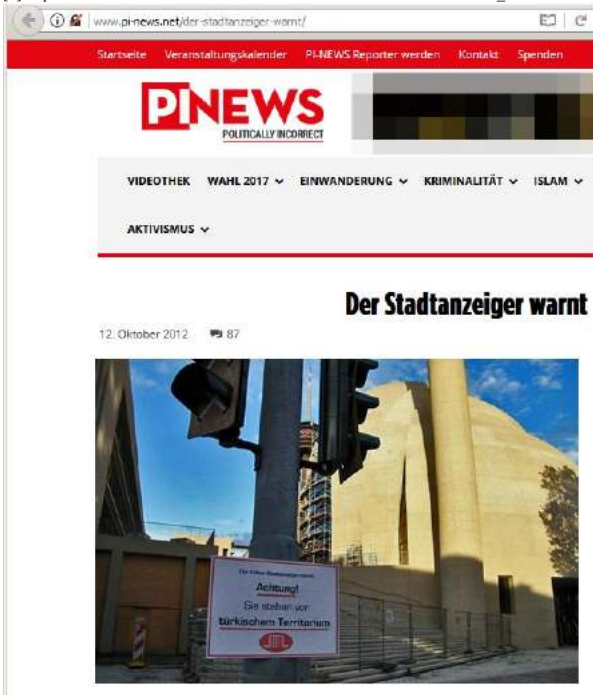 www.pi-news.net/der-stadtanzeiger-warnt/
Startseite Veranstaltungskalender PI-NEWS Reporter werden Kontakt Spenden
PI NEWS
POLITICALLY INCORRECT
VIDEOTHEK WAHL 2017 EINWANDERUNG KRIMINALITÄT ISLAM
AKTIVISMUS
Der Stadtanzeiger warnt
12. Oktober 2012 87
Achtung!
Sie stehen vor
türkischem Territorium